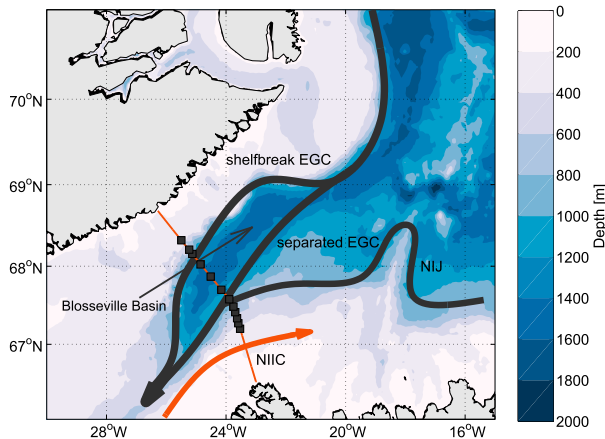 70°N
69°N
68°N
67°N
28°W
24°W
20°W
16°W
shelfbreak EGC
separated EGC
Blosseville Basin
NIJ
NIIC
0
200
400
600
800
1000
1200
1400
1600
1800
2000
Depth [m]